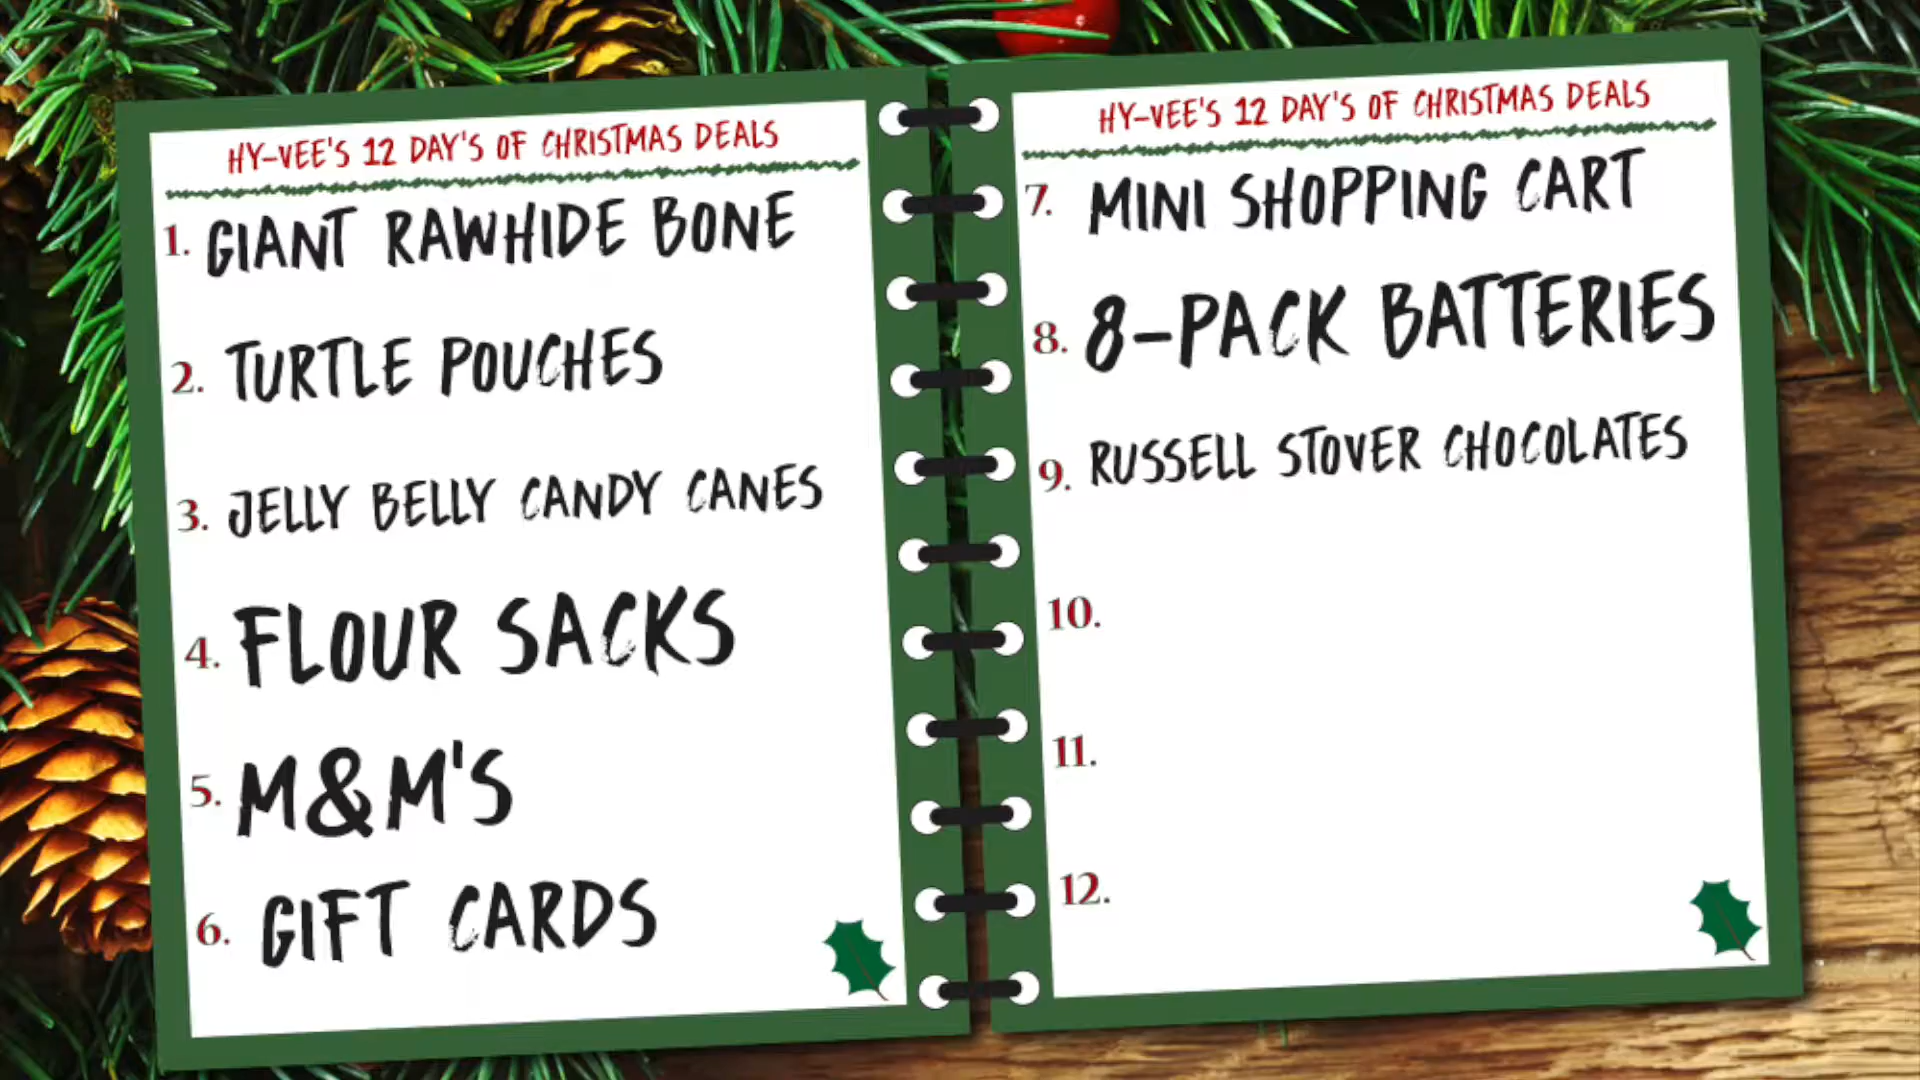 HY-VEE'S 12 DAY'S OF CHRISTMAS DEALS
1. GIANT RAWHIDE BONE
2. TURTLE POUCHES
3. JELLY BELLY CANDY CANES
4. FLOUR SACKS
5. M&M'S
6. GIFT CARDS
HY-VEE'S 12 DAY'S OF CHRISTMAS DEALS
7. MINI SHOPPING CART
8. 8-PACK BATTERIES
9. RUSSELL STOVER CHOCOLATES
10.
11.
12.